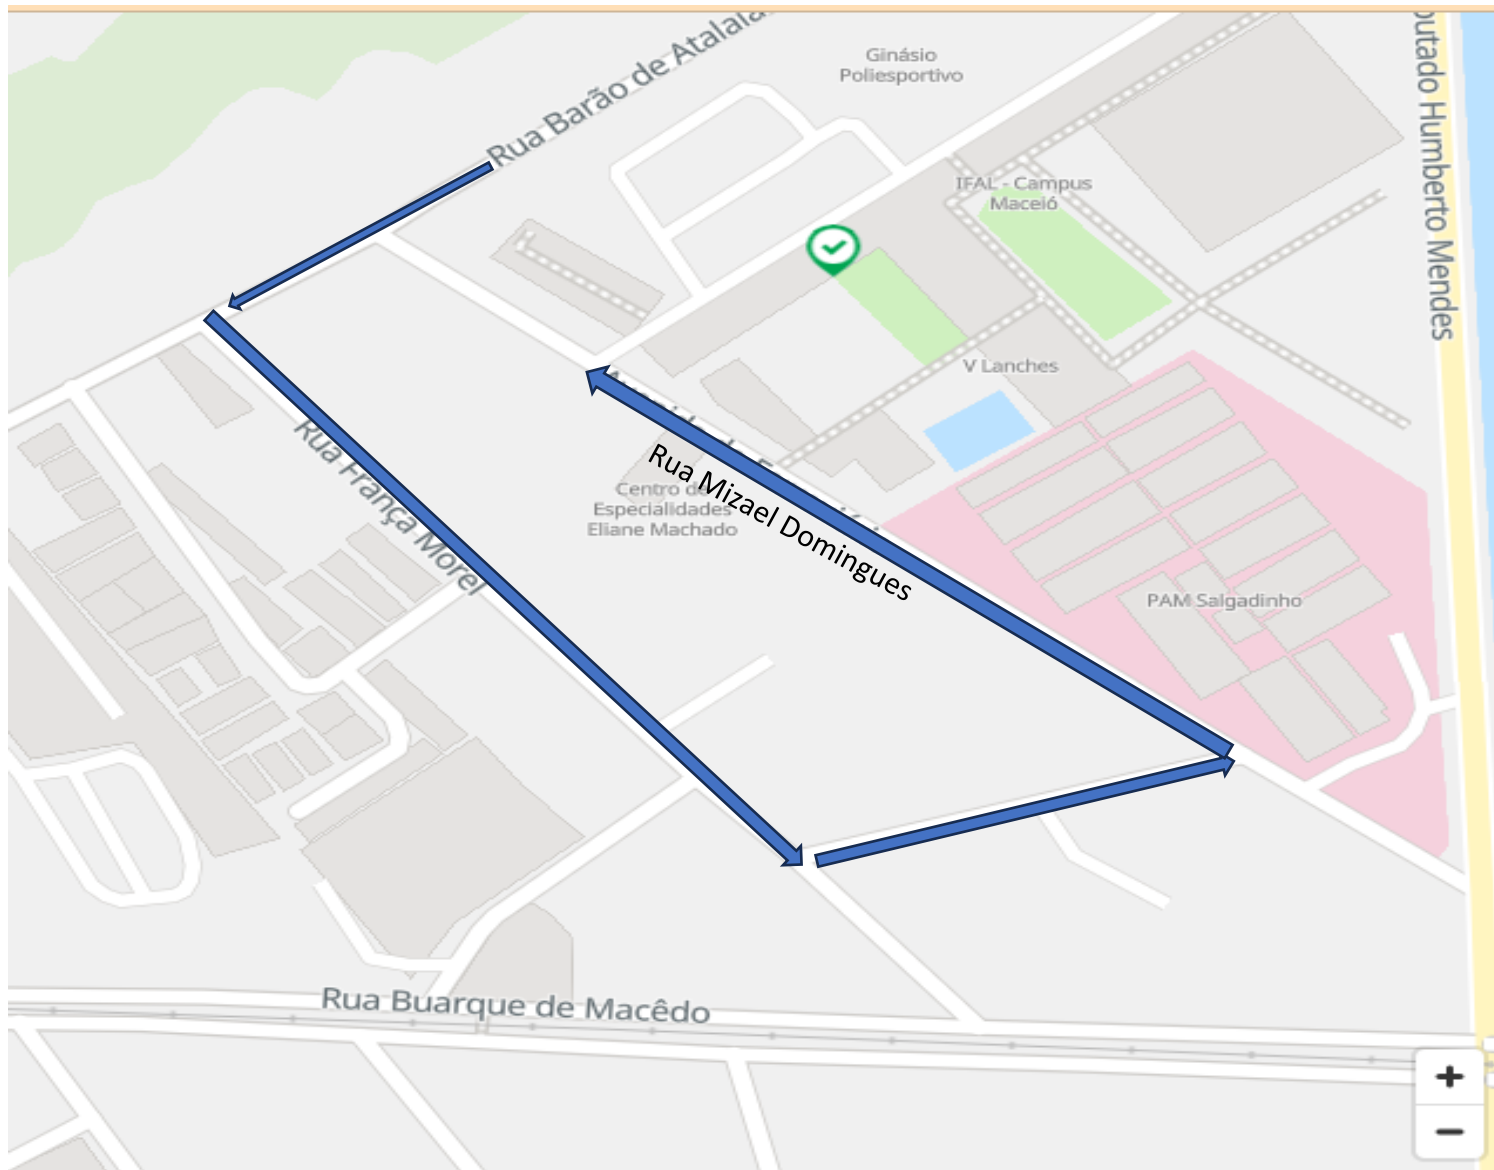 Rua Barão de Atalaia
Ginásio
Poliesportivo
IFAL - Campus
Maceió
utado Humberto Mendes
V Lanches
Rua França Morel
Rua Mizael Domingues
Centro de
Especialidades
Eliane Machado
PAM Salgadinho
Rua Buarque de Macêdo
+
−